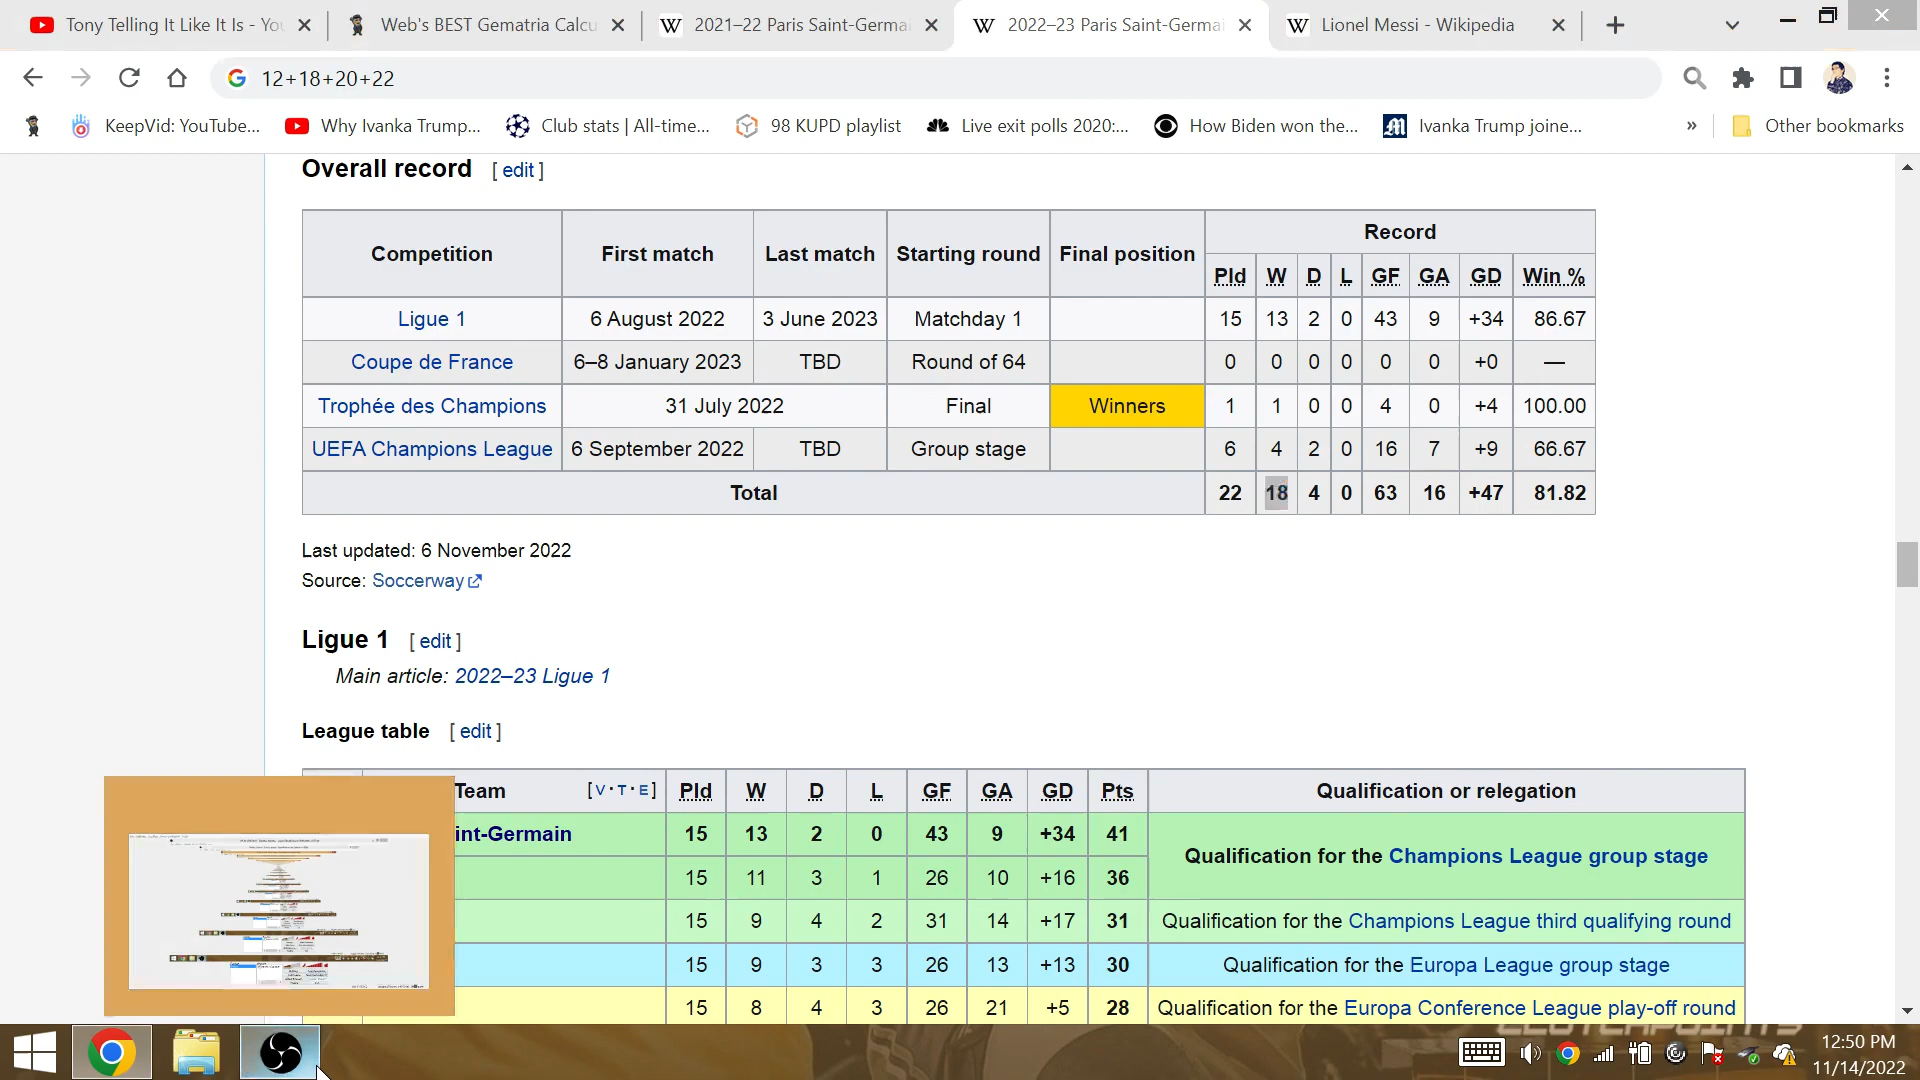 Tony Telling It Like It Is - You
Web's BEST Gematria Calcu
2021–22 Paris Saint-Germai
2022–23 Paris Saint-Germai
Lionel Messi - Wikipedia
12+18+20+22
KeepVid: YouTube...
Why Ivanka Trump...
Club stats | All-time...
98 KUPD playlist
Live exit polls 2020:...
How Biden won the...
Ivanka Trump joine...
»
Other bookmarks
Overall record [ edit ]
Competition First match Last match Starting round Final position Record
Pld W D L GF GA GD Win %
Ligue 1 6 August 2022 3 June 2023 Matchday 1 15 13 2 0 43 9 +34 86.67
Coupe de France 6–8 January 2023 TBD Round of 64 0 0 0 0 0 0 +0 —
Trophée des Champions 31 July 2022 Final Winners 1 1 0 0 4 0 +4 100.00
UEFA Champions League 6 September 2022 TBD Group stage 6 4 2 0 16 7 +9 66.67
Total 22 18 4 0 63 16 +47 81.82
Last updated: 6 November 2022
Source: Soccerway
Ligue 1 [ edit ]
Main article: 2022–23 Ligue 1
League table [ edit ]
Team [V·T·E] Pld W D L GF GA GD Pts Qualification or relegation
int-Germain 15 13 2 0 43 9 +34 41 Qualification for the Champions League group stage
15 11 3 1 26 10 +16 36
15 9 4 2 31 14 +17 31 Qualification for the Champions League third qualifying round
15 9 3 3 26 13 +13 30 Qualification for the Europa League group stage
15 8 4 3 26 21 +5 28 Qualification for the Europa Conference League play-off round
12:50 PM
11/14/2022